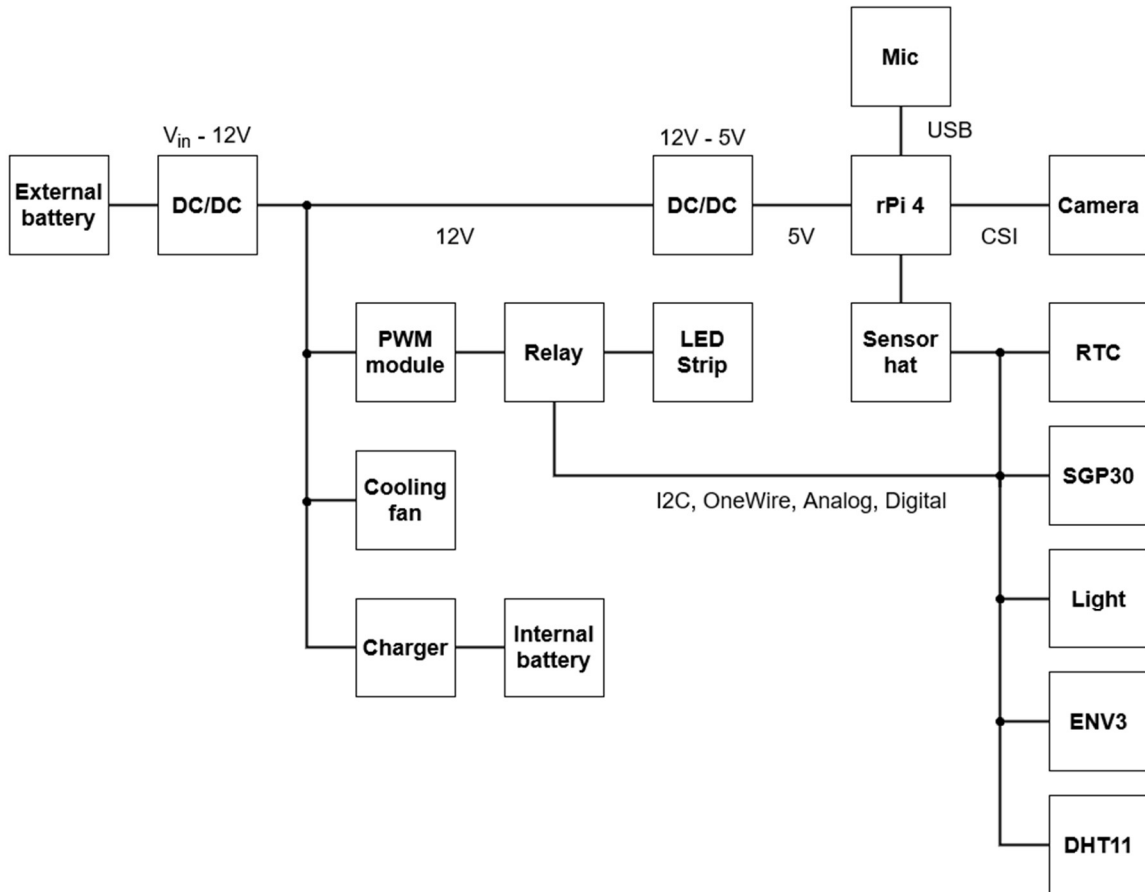 Mic
USB
V_in - 12V
12V - 5V
External
battery
DC/DC
DC/DC
rPi 4
Camera
12V
5V
CSI
PWM
module
Relay
LED
Strip
Sensor
hat
RTC
Cooling
fan
SGP30
I2C, OneWire, Analog, Digital
Light
Charger
Internal
battery
ENV3
DHT11